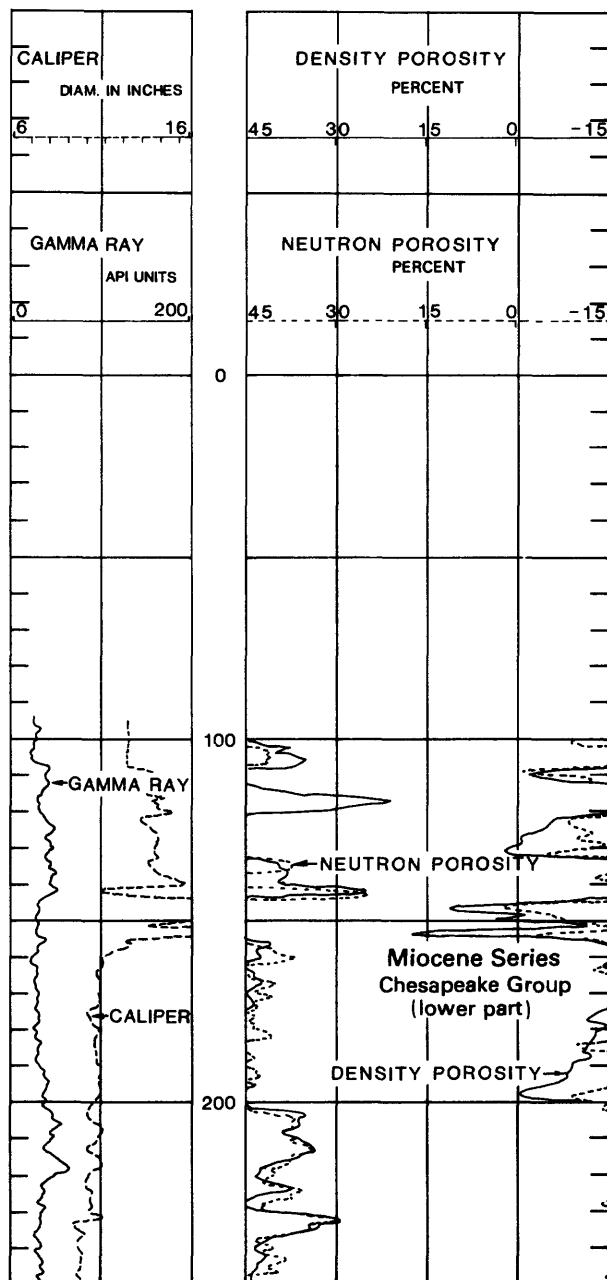 CALIPER
DIAM. IN INCHES
6 16
GAMMA RAY
API UNITS
0 200
DENSITY POROSITY
PERCENT
45 30 15 0 -15
NEUTRON POROSITY
PERCENT
45 30 15 0 -15
0
100
GAMMA RAY
NEUTRON POROSITY
Miocene Series
Chesapeake Group
(lower part)
CALIPER
DENSITY POROSITY
200